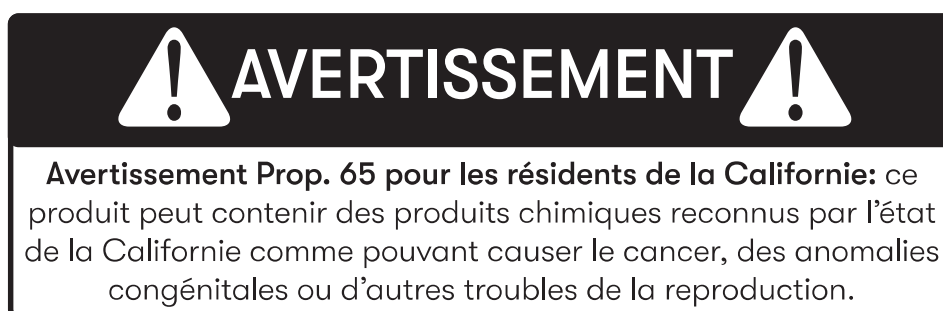 AVERTISSEMENT
Avertissement Prop. 65 pour les résidents de la Californie: ce
produit peut contenir des produits chimiques reconnus par l'état
de la Californie comme pouvant causer le cancer, des anomalies
congénitales ou d'autres troubles de la reproduction.